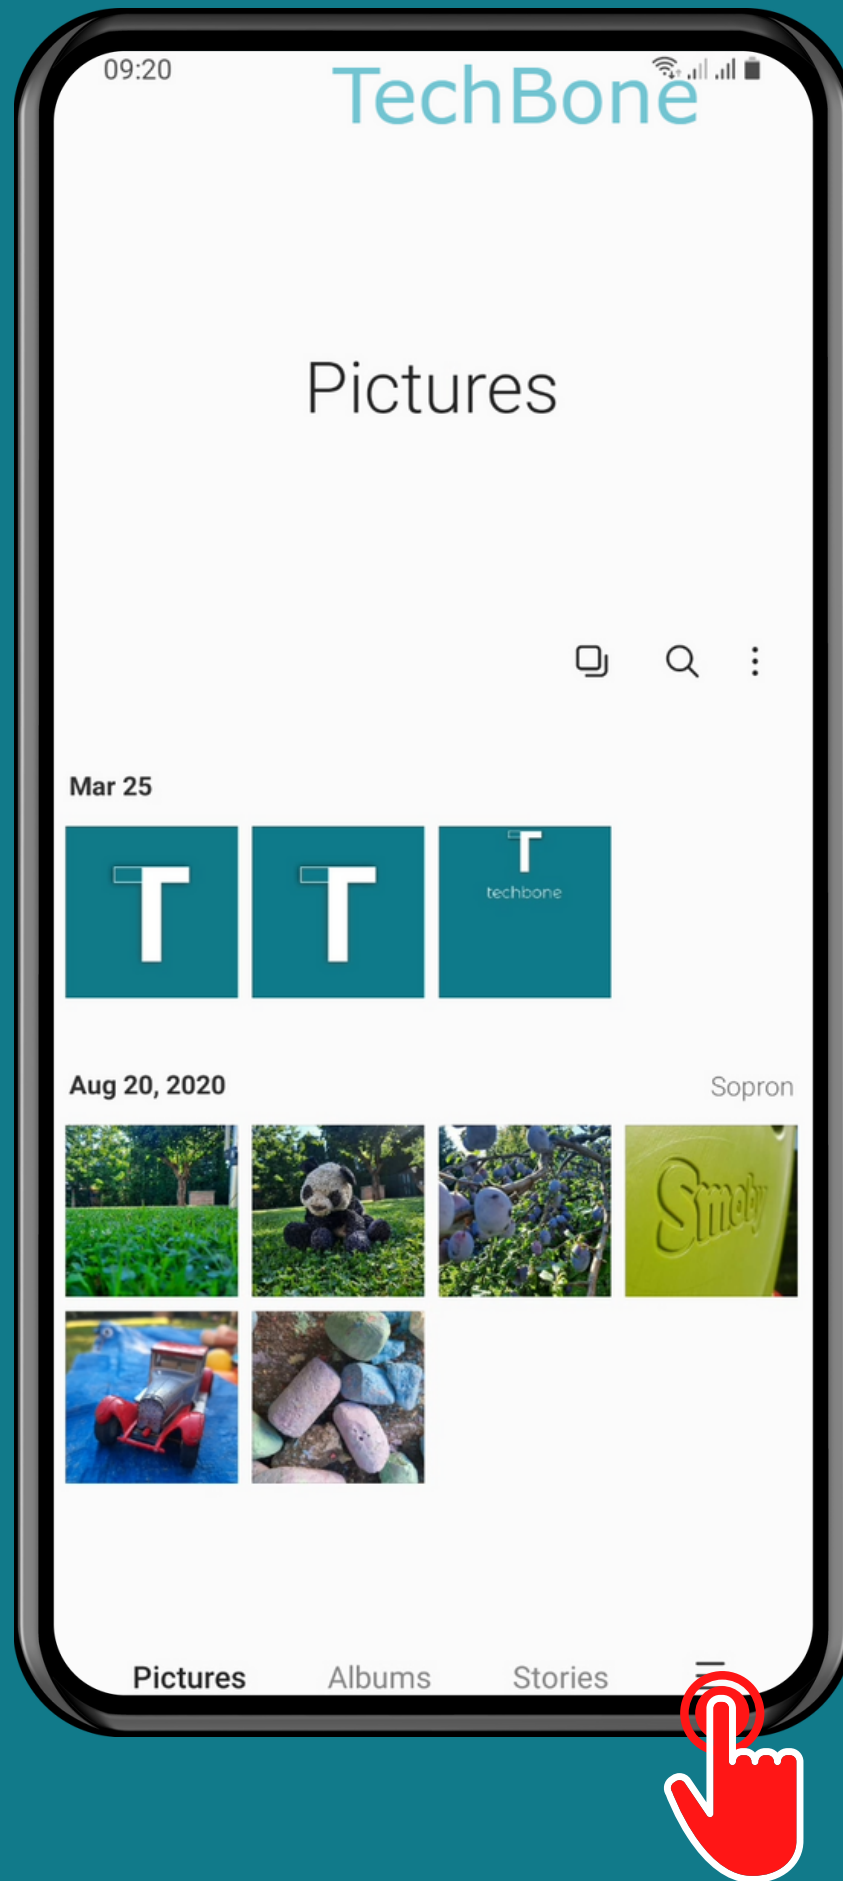 09:20
TechBone
Pictures
Mar 25
T
T
T
techbone
Aug 20, 2020
Sopron
Smoby
Pictures
Albums
Stories